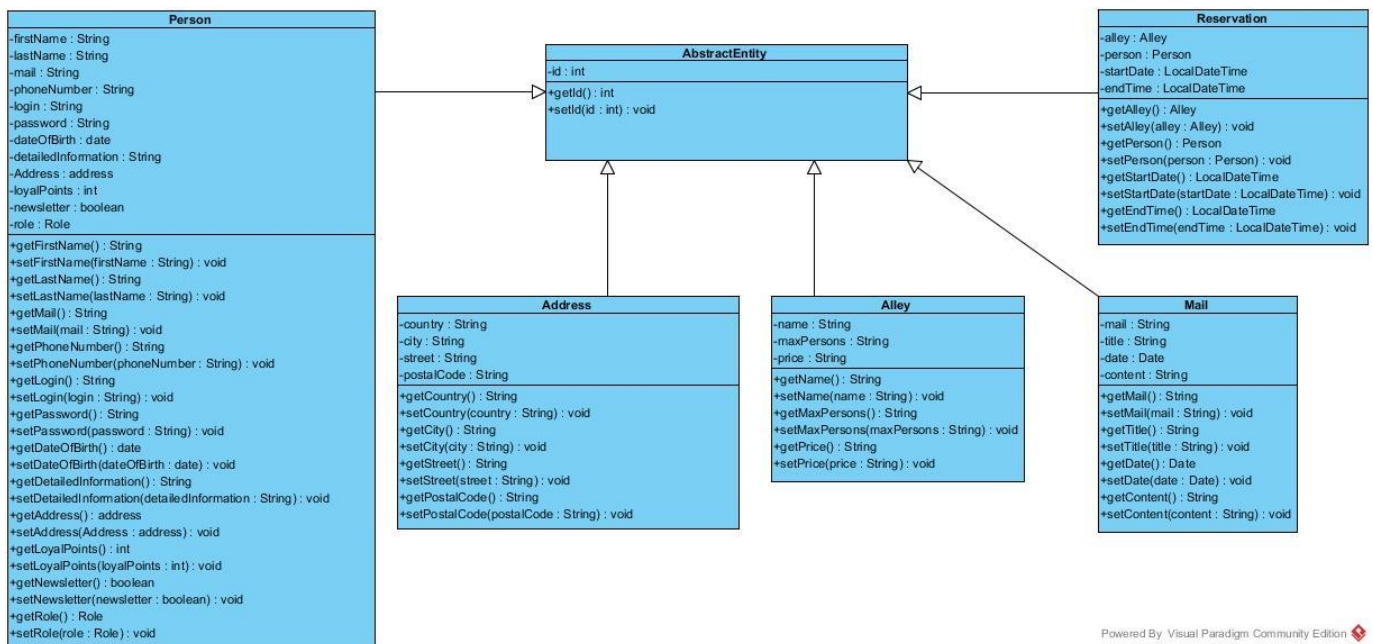 Person
-firstName : String
-lastName : String
-mail : String
-phoneNumber : String
-login : String
-password : String
-dateOfBirth : date
-detailedInformation : String
-Address : address
-loyalPoints : int
-newsletter : boolean
-role : Role
+getFirstName() : String
+setFirstName(firstName : String) : void
+getLastName() : String
+setLastName(lastName : String) : void
+getMail() : String
+setMail(mail : String) : void
+getPhoneNumber() : String
+setPhoneNumber(phoneNumber : String) : void
+getLogin() : String
+setLogin(login : String) : void
+getPassword() : String
+setPassword(password : String) : void
+getDateOfBirth() : date
+setDateOfBirth(dateOfBirth : date) : void
+getDetailedInformation() : String
+setDetailedInformation(detailedInformation : String) : void
+getAddress() : address
+setAddress(Address : address) : void
+getLoyalPoints() : int
+setLoyalPoints(loyalPoints : int) : void
+getNewsletter() : boolean
+setNewsletter(newsletter : boolean) : void
+getRole() : Role
+setRole(role : Role) : void
AbstractEntity
-id : int
+getId() : int
+setId(id : int) : void
Reservation
-alley : Alley
-person : Person
-startDate : LocalDateTime
-endTime : LocalDateTime
+getAlley() : Alley
+setAlley(alley : Alley) : void
+getPerson() : Person
+setPerson(person : Person) : void
+getStartDate() : LocalDateTime
+setStartDate(startDate : LocalDateTime) : void
+getEndTime() : LocalDateTime
+setEndTime(endTime : LocalDateTime) : void
Address
-country : String
-city : String
-street : String
-postalCode : String
+getCountry() : String
+setCountry(country : String) : void
+getCity() : String
+setCity(city : String) : void
+getStreet() : String
+setStreet(street : String) : void
+getPostalCode() : String
+setPostalCode(postalCode : String) : void
Alley
-name : String
-maxPersons : String
-price : String
+getName() : String
+setName(name : String) : void
+getMaxPersons() : String
+setMaxPersons(maxPersons : String) : void
+getPrice() : String
+setPrice(price : String) : void
Mail
-mail : String
-title : String
-date : Date
-content : String
+getMail() : String
+setMail(mail : String) : void
+getTitle() : String
+setTitle(title : String) : void
+getDate() : Date
+setDate(date : Date) : void
+getContent() : String
+setContent(content : String) : void
Powered By Visual Paradigm Community Edition